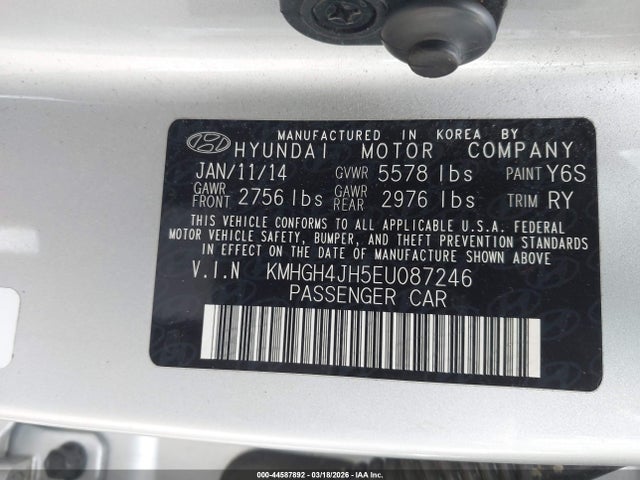 MANUFACTURED IN KOREA BY
HYUNDAI MOTOR COMPANY
JAN/11/14 GVWR 5578 lbs PAINT Y6S
GAWR FRONT 2756 lbs GAWR REAR 2976 lbs TRIM RY
THIS VEHICLE CONFORMS TO ALL APPLICABLE U.S.A. FEDERAL
MOTOR VEHICLE SAFETY, BUMPER, AND THEFT PREVENTION STANDARDS
IN EFFECT ON THE DATE OF MANUFACTURE SHOWN ABOVE
V.I.N KMHGH4JH5EU087246
PASSENGER CAR
000-44587892 - 03/18/2026 - IAA Inc.